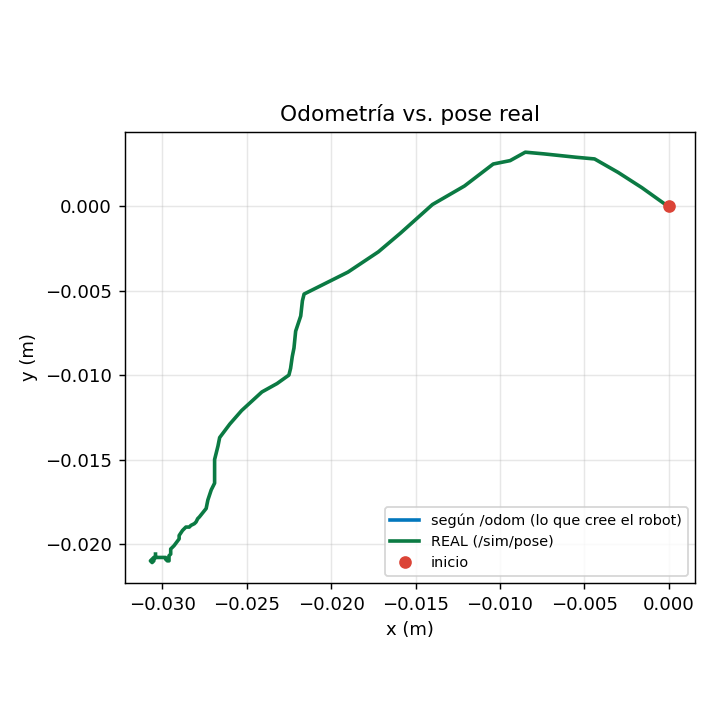 Odometría vs. pose real
0.000
−0.005
−0.010
−0.015
−0.020
y (m)
según /odom (lo que cree el robot)
REAL (/sim/pose)
inicio
−0.030
−0.025
−0.020
−0.015
−0.010
−0.005
0.000
x (m)